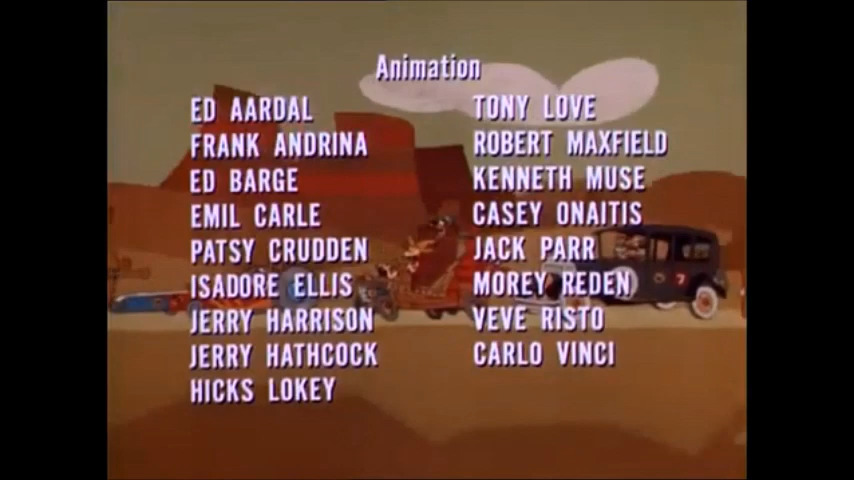 Animation
ED AARDAL
FRANK ANDRINA
ED BARGE
EMIL CARLE
PATSY CRUDDEN
ISADORE ELLIS
JERRY HARRISON
JERRY HATHCOCK
HICKS LOKEY
TONY LOVE
ROBERT MAXFIELD
KENNETH MUSE
CASEY ONAITIS
JACK PARR
MOREY REDEN
VEVE RISTO
CARLO VINCI
7